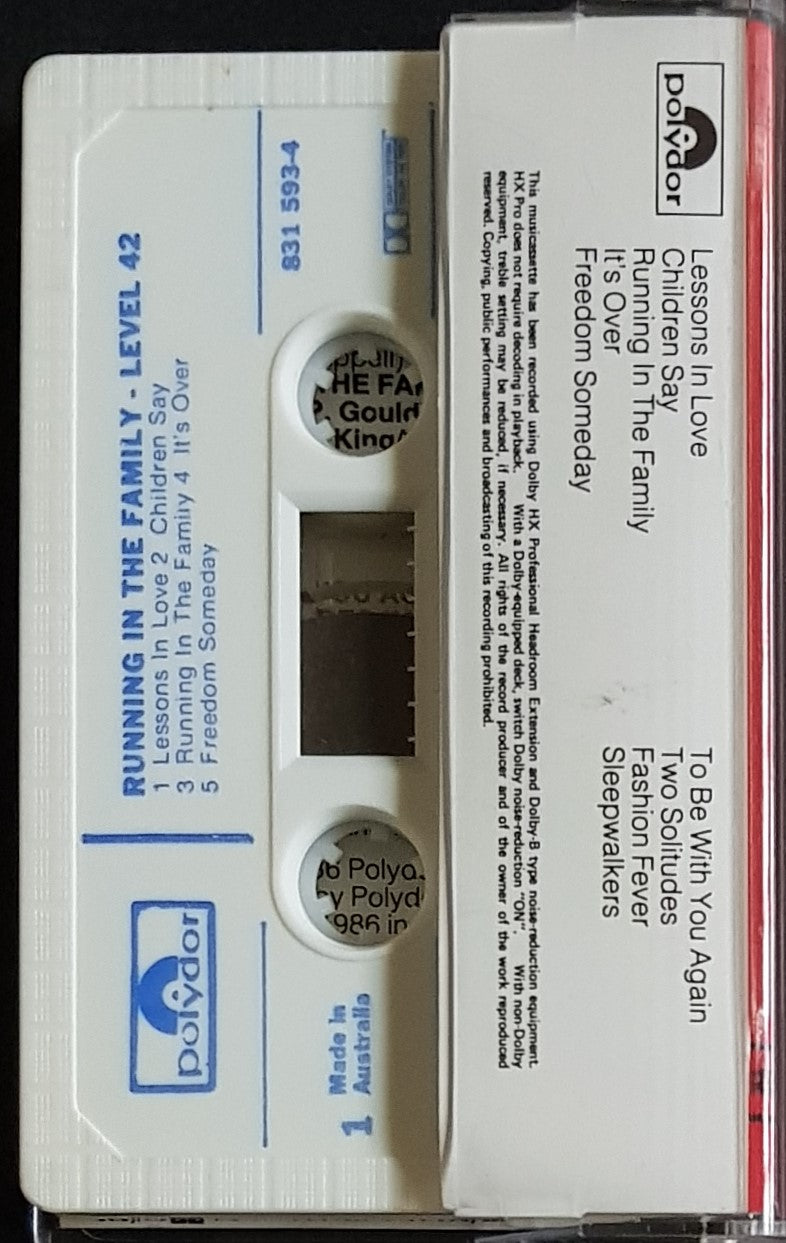 polydor
Lessons In Love
Children Say
Running In The Family
It's Over
Freedom Someday
To Be With You Again
Two Solitudes
Fashion Fever
Sleepwalkers
This musicassette has been recorded using Dolby HX Professional Headroom Extension and Dolby-B type noise-reduction equipment.
HX Pro does not require decoding in playback. With a Dolby-equipped deck, switch Dolby noise-reduction "ON". With non-Dolby
equipment, treble setting may be reduced, if necessary. All rights of the record producer and of the owner of the work reproduced
reserved. Copying, public performances and broadcasting of this recording prohibited.
831 593-4
RUNNING IN THE FAMILY - LEVEL 42
1 Lessons In Love 2 Children Say
3 Running In The Family 4 It's Over
5 Freedom Someday
polydor
1
Made In
Australia
HE FA
Gould
King
Polyd
Polyd
986 in